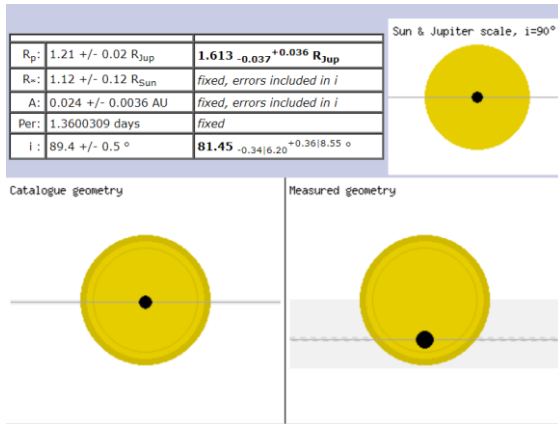 Sun & Jupiter scale, i=90°
Rp: 1.21 +/- 0.02 RJup 1.613 -0.037+0.036 RJup
R*: 1.12 +/- 0.12 RSun fixed, errors included in i
A: 0.024 +/- 0.0036 AU fixed, errors included in i
Per: 1.3600309 days fixed
i : 89.4 +/- 0.5 ° 81.45 -0.34|6.20+0.36|8.55 °
Catalogue geometry
Measured geometry